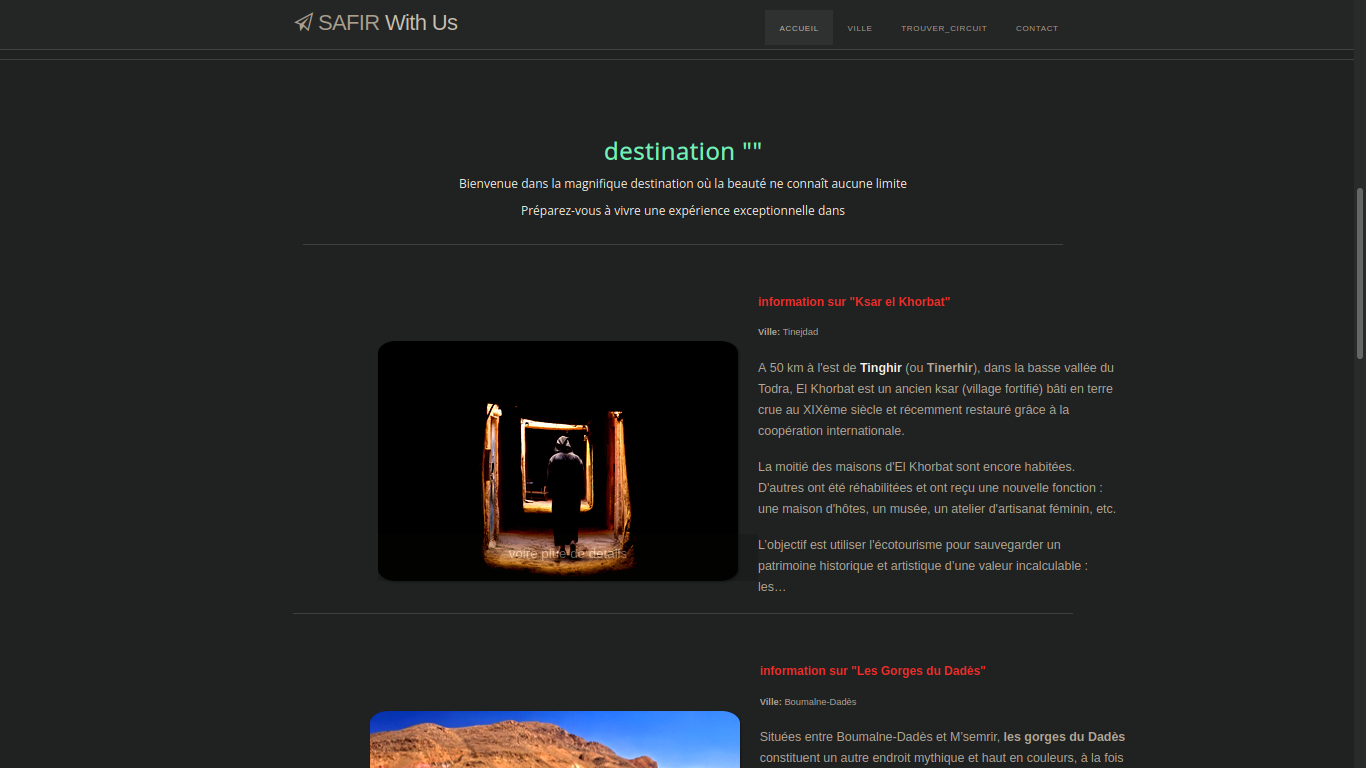 SAFIR With Us
ACCUEIL VILLE TROUVER_CIRCUIT CONTACT
destination ""
Bienvenue dans la magnifique destination où la beauté ne connaît aucune limite
Préparez-vous à vivre une expérience exceptionnelle dans
information sur "Ksar el Khorbat"
Ville: Tinejdad
A 50 km à l'est de Tinghir (ou Tinerhir), dans la basse vallée du
Todra, El Khorbat est un ancien ksar (village fortifié) bâti en terre
crue au XIXème siècle et récemment restauré grâce à la
coopération internationale.
La moitié des maisons d'El Khorbat sont encore habitées.
D'autres ont été réhabilitées et ont reçu une nouvelle fonction :
une maison d'hôtes, un musée, un atelier d'artisanat féminin, etc.
L'objectif est utiliser l'écotourisme pour sauvegarder un
patrimoine historique et artistique d'une valeur incalculable :
les…
voire plus de details
information sur "Les Gorges du Dadès"
Ville: Boumalne-Dadès
Situées entre Boumalne-Dadès et M'semrir, les gorges du Dadès
constituent un autre endroit mythique et haut en couleurs, à la fois